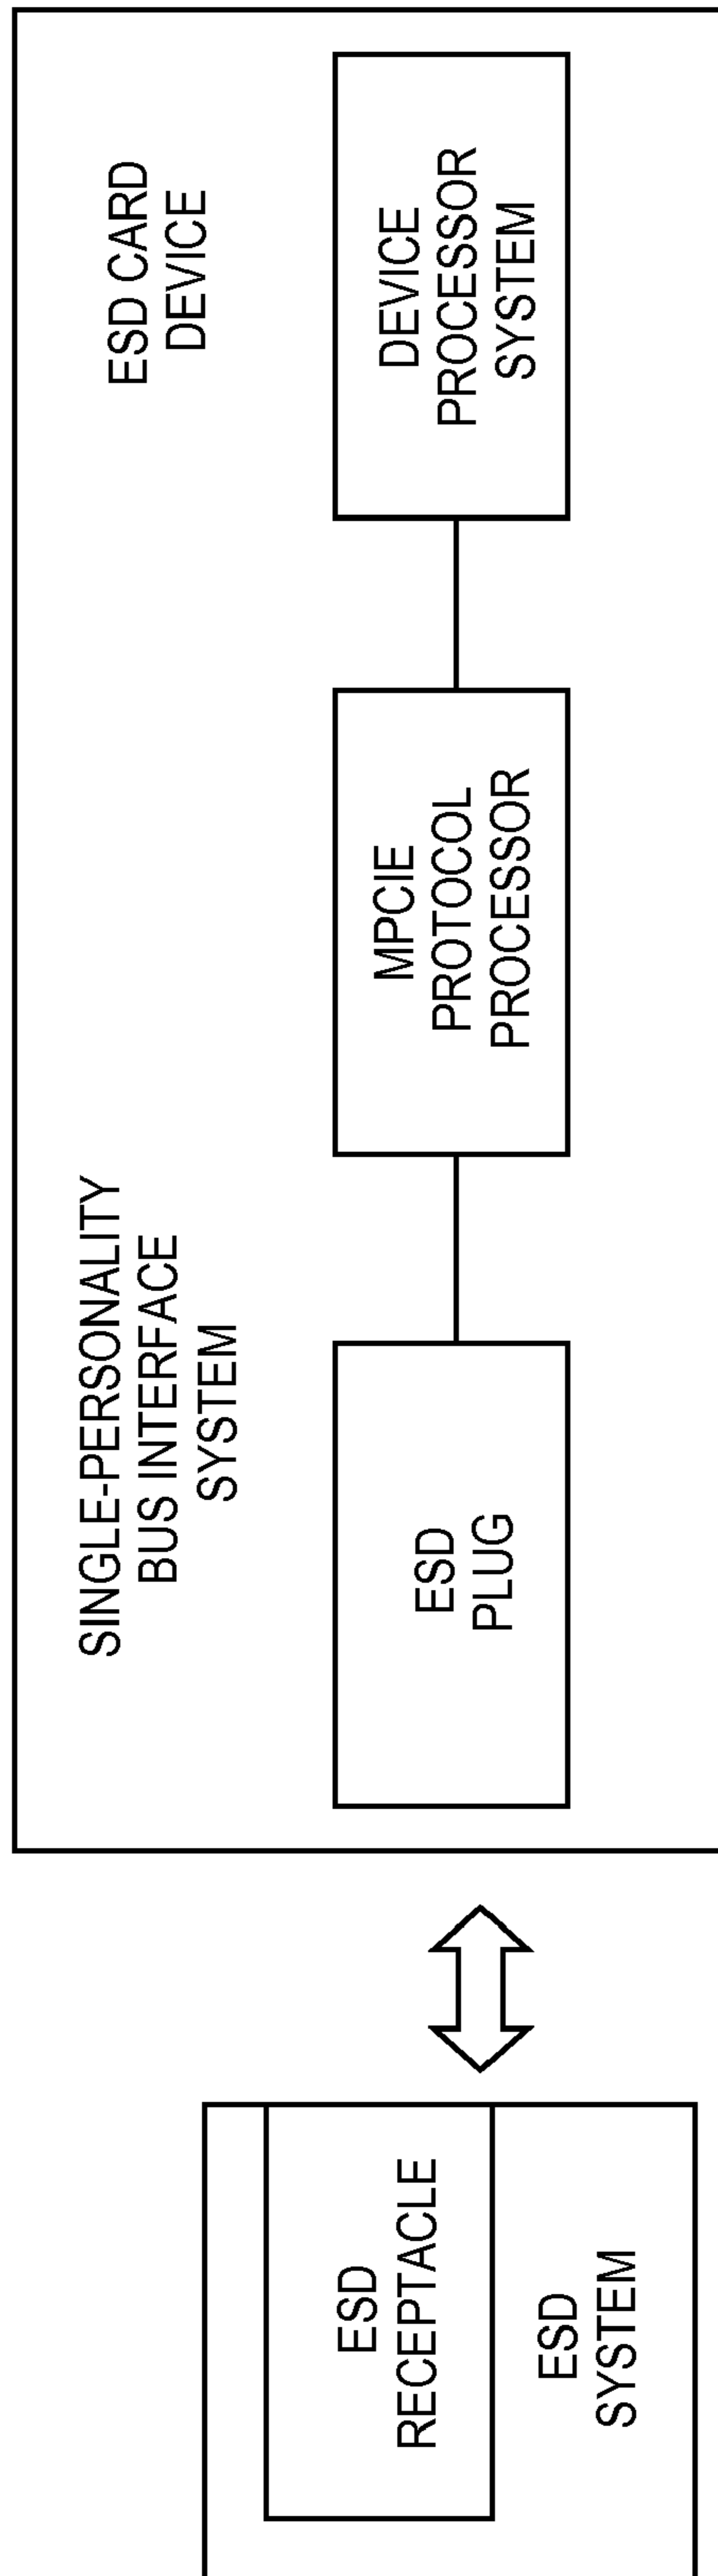 SINGLE-PERSONALITY
BUS INTERFACE
SYSTEM
ESD CARD
DEVICE
ESD
RECEPTACLE
ESD
SYSTEM
ESD
PLUG
MPCIE
PROTOCOL
PROCESSOR
DEVICE
PROCESSOR
SYSTEM